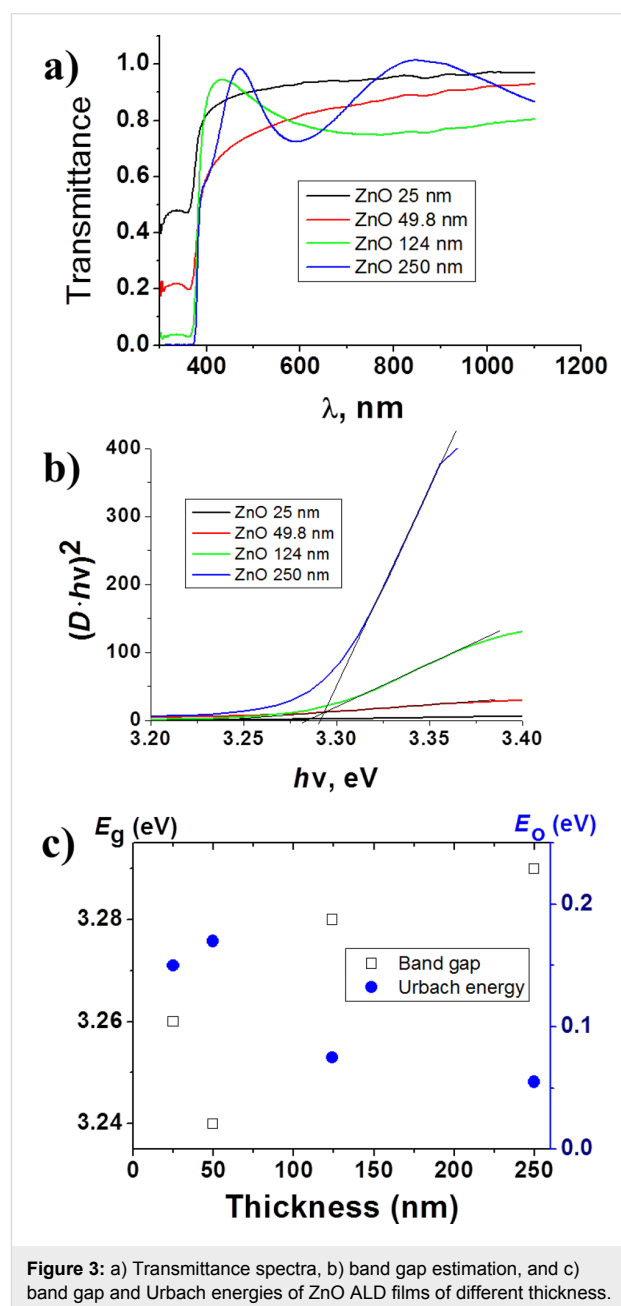 a)
1.0
0.8
0.6
0.4
0.2
0.0
Transmittance
ZnO 25 nm
ZnO 49.8 nm
ZnO 124 nm
ZnO 250 nm
400 600 800 1000 1200
λ, nm
b)
400
300
200
100
0
(D·hν)²
ZnO 25 nm
ZnO 49.8 nm
ZnO 124 nm
ZnO 250 nm
3.20 3.25 3.30 3.35 3.40
hν, eV
c)
Eg (eV)
Eo (eV)
3.28
3.26
3.24
0.2
0.1
0.0
Band gap
Urbach energy
0 50 100 150 200 250
Thickness (nm)
Figure 3: a) Transmittance spectra, b) band gap estimation, and c)
band gap and Urbach energies of ZnO ALD films of different thickness.